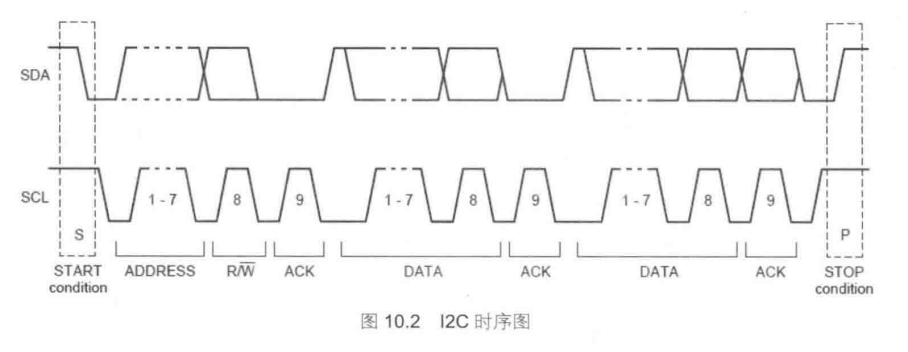 SDA
SCL
1 - 7 8 9 1 - 7 8 9 1 - 7 8 9
S P
START condition ADDRESS R/W̅ ACK DATA ACK DATA ACK STOP condition
图 10.2 I2C 时序图